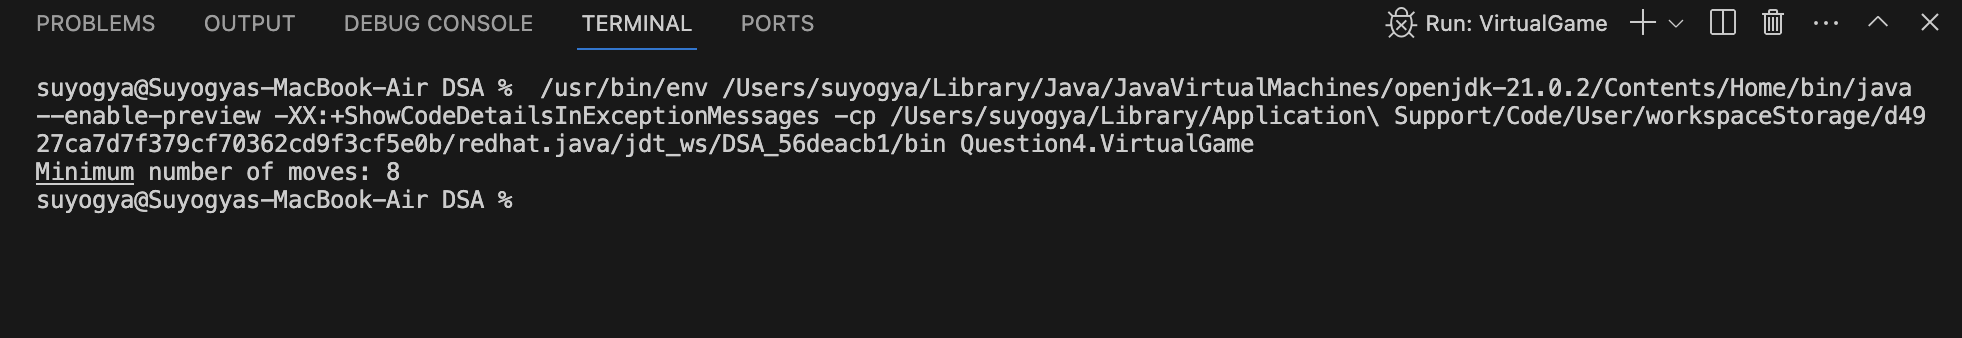 PROBLEMS OUTPUT DEBUG CONSOLE TERMINAL PORTS Run: VirtualGame
suyogya@Suyogyas-MacBook-Air DSA %  /usr/bin/env /Users/suyogya/Library/Java/JavaVirtualMachines/openjdk-21.0.2/Contents/Home/bin/java
--enable-preview -XX:+ShowCodeDetailsInExceptionMessages -cp /Users/suyogya/Library/Application\ Support/Code/User/workspaceStorage/d49
27ca7d7f379cf70362cd9f3cf5e0b/redhat.java/jdt_ws/DSA_56deacb1/bin Question4.VirtualGame
Minimum number of moves: 8
suyogya@Suyogyas-MacBook-Air DSA %